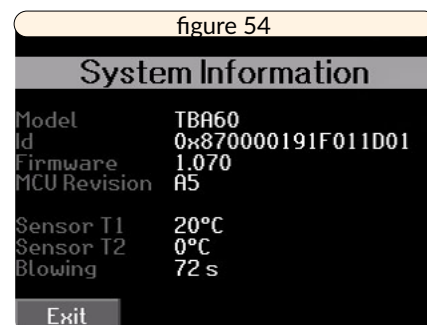 figure 54
System Information
Model TBA60
Id 0x870000191F011D01
Firmware 1.070
MCU Revision A5
Sensor T1 20°C
Sensor T2 0°C
Blowing 72 s
Exit